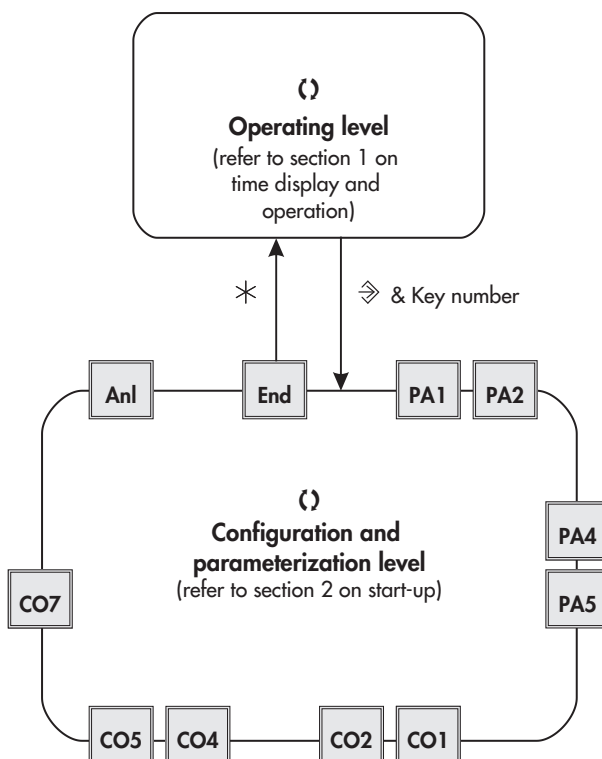 Operating level
(refer to section 1 on
time display and
operation)
& Key number
Anl
End
PA1
PA2
Configuration and
parameterization level
(refer to section 2 on start-up)
PA4
CO7
PA5
CO5
CO4
CO2
CO1